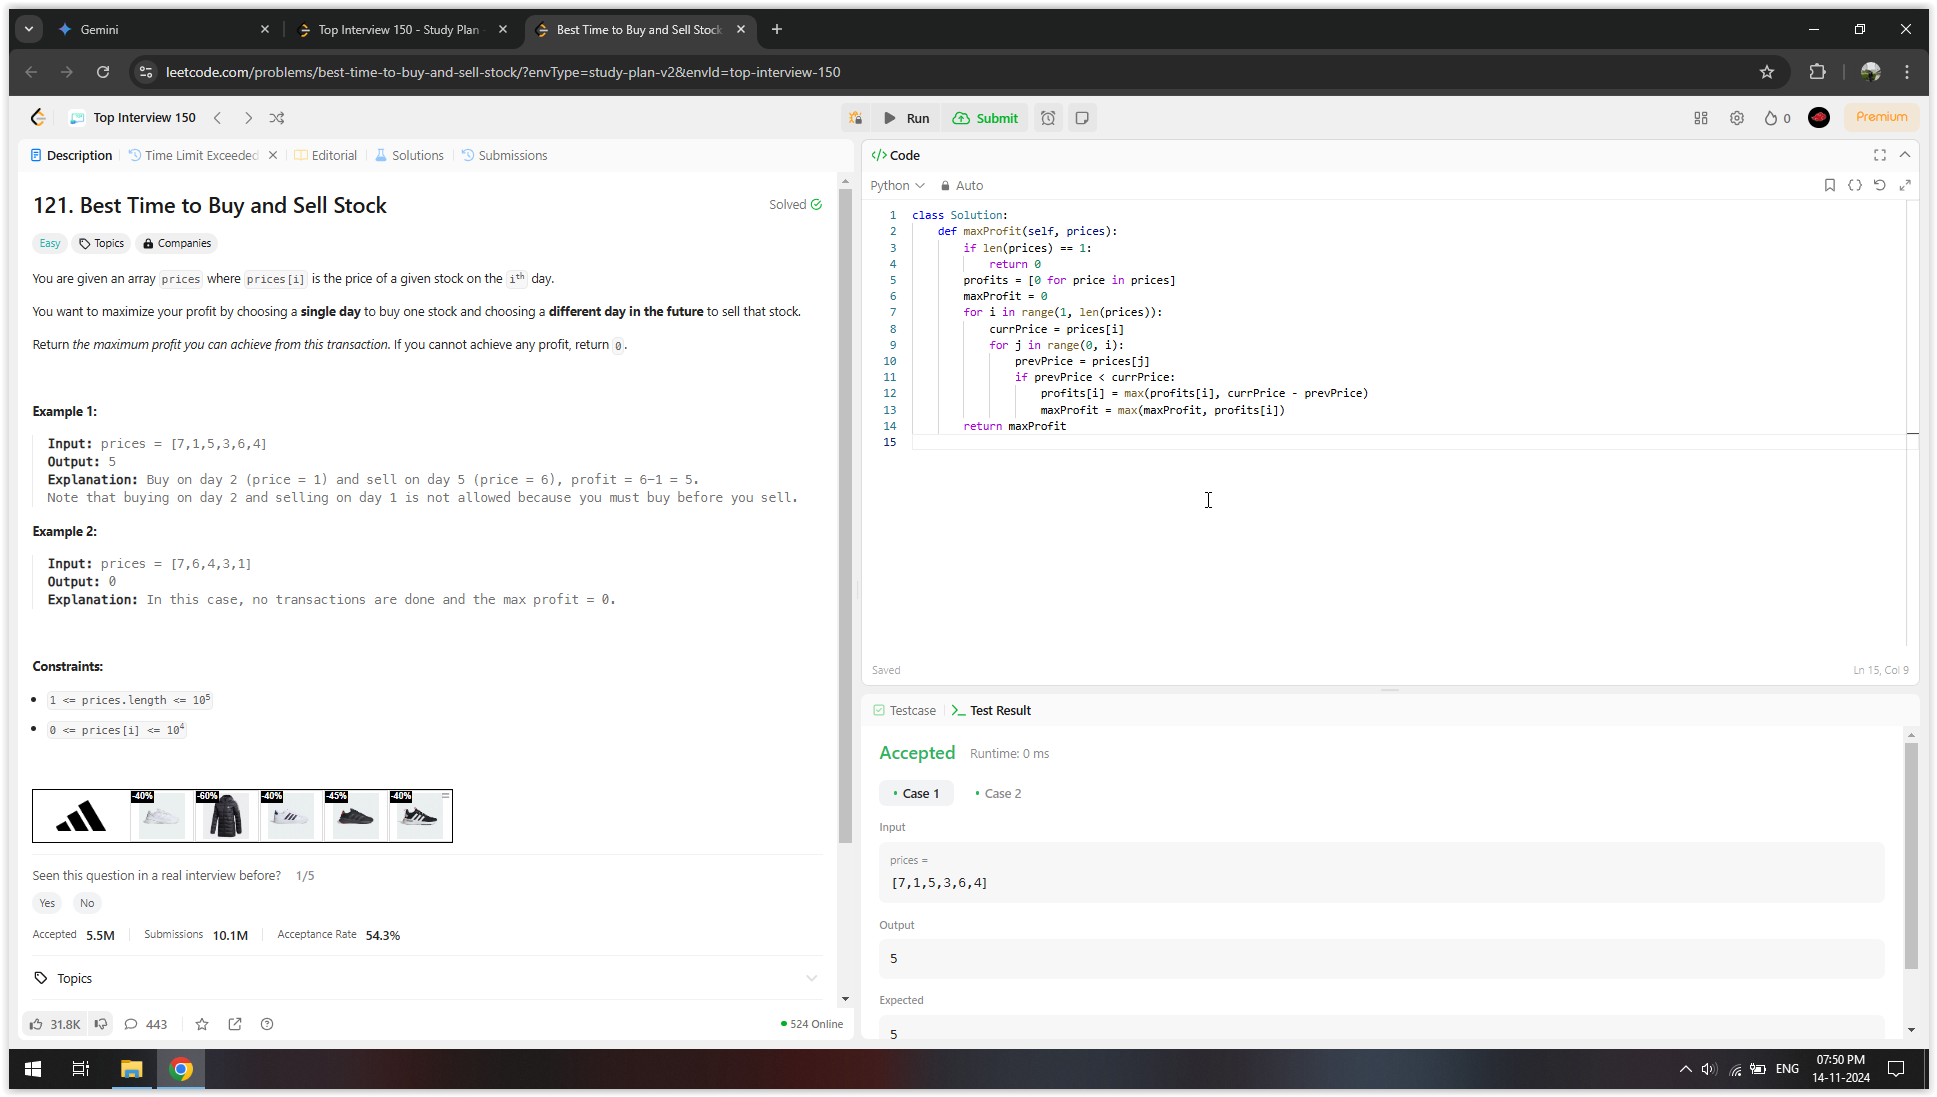 Gemini
Top Interview 150 - Study Plan
Best Time to Buy and Sell Stock
leetcode.com/problems/best-time-to-buy-and-sell-stock/?envType=study-plan-v2&envId=top-interview-150
Top Interview 150
Run
Submit
0
Premium
Description
Time Limit Exceeded
Editorial
Solutions
Submissions
121. Best Time to Buy and Sell Stock
Solved
Easy
Topics
Companies
You are given an array prices where prices[i] is the price of a given stock on the ith day.
You want to maximize your profit by choosing a single day to buy one stock and choosing a different day in the future to sell that stock.
Return the maximum profit you can achieve from this transaction. If you cannot achieve any profit, return 0.
Example 1:
Input: prices = [7,1,5,3,6,4]
Output: 5
Explanation: Buy on day 2 (price = 1) and sell on day 5 (price = 6), profit = 6-1 = 5.
Note that buying on day 2 and selling on day 1 is not allowed because you must buy before you sell.
Example 2:
Input: prices = [7,6,4,3,1]
Output: 0
Explanation: In this case, no transactions are done and the max profit = 0.
Constraints:
1 <= prices.length <= 10^5
0 <= prices[i] <= 10^4
-40%
-60%
-40%
-45%
-40%
Seen this question in a real interview before? 1/5
Yes
No
Accepted 5.5M
Submissions 10.1M
Acceptance Rate 54.3%
Topics
31.8K
443
524 Online
</> Code
Python
Auto
1 class Solution:
2     def maxProfit(self, prices):
3         if len(prices) == 1:
4             return 0
5         profits = [0 for price in prices]
6         maxProfit = 0
7         for i in range(1, len(prices)):
8             currPrice = prices[i]
9             for j in range(0, i):
10                 prevPrice = prices[j]
11                 if prevPrice < currPrice:
12                     profits[i] = max(profits[i], currPrice - prevPrice)
13                     maxProfit = max(maxProfit, profits[i])
14         return maxProfit
15
Saved
Ln 15, Col 9
Testcase
Test Result
Accepted Runtime: 0 ms
Case 1
Case 2
Input
prices =
[7,1,5,3,6,4]
Output
5
Expected
5
ENG
07:50 PM
14-11-2024